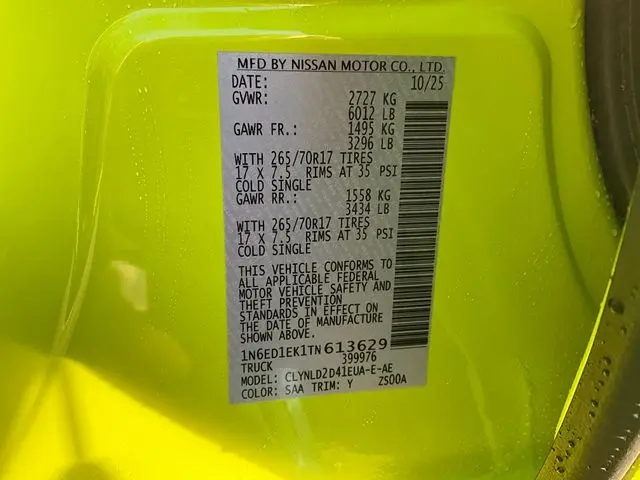 MFD BY NISSAN MOTOR CO., LTD.
DATE: 10/25
GVWR: 2727 KG
6012 LB
GAWR FR.: 1495 KG
3296 LB
WITH 265/70R17 TIRES
17 X 7.5 RIMS AT 35 PSI
COLD SINGLE
GAWR RR.: 1558 KG
3434 LB
WITH 265/70R17 TIRES
17 X 7.5 RIMS AT 35 PSI
COLD SINGLE
THIS VEHICLE CONFORMS TO
ALL APPLICABLE FEDERAL
MOTOR VEHICLE SAFETY AND
THEFT PREVENTION
STANDARDS IN EFFECT ON
THE DATE OF MANUFACTURE
SHOWN ABOVE.
1N6ED1EK1TN613629
TRUCK 399976
MODEL: CLYNLD2D41EUA-E-AE
COLOR: SAA TRIM: Y ZS00A